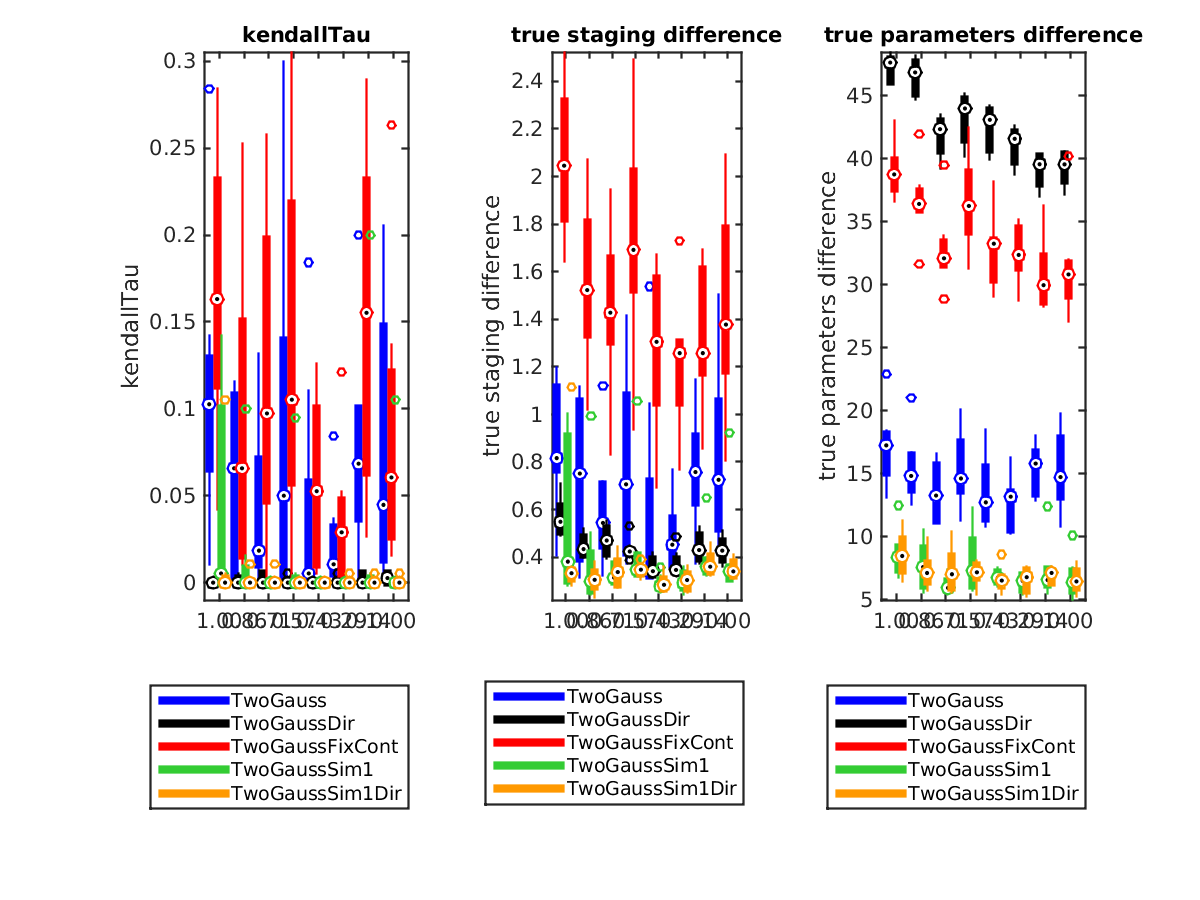 kendallTau
true staging difference
true parameters difference
kendallTau
0.3
0.25
0.2
0.15
0.1
0.05
0
true staging difference
2.4
2.2
2
1.8
1.6
1.4
1.2
1
0.8
0.6
0.4
true parameters difference
45
40
35
30
25
20
15
10
5
TwoGauss
TwoGaussDir
TwoGaussFixCont
TwoGaussSim1
TwoGaussSim1Dir
TwoGauss
TwoGaussDir
TwoGaussFixCont
TwoGaussSim1
TwoGaussSim1Dir
TwoGauss
TwoGaussDir
TwoGaussFixCont
TwoGaussSim1
TwoGaussSim1Dir